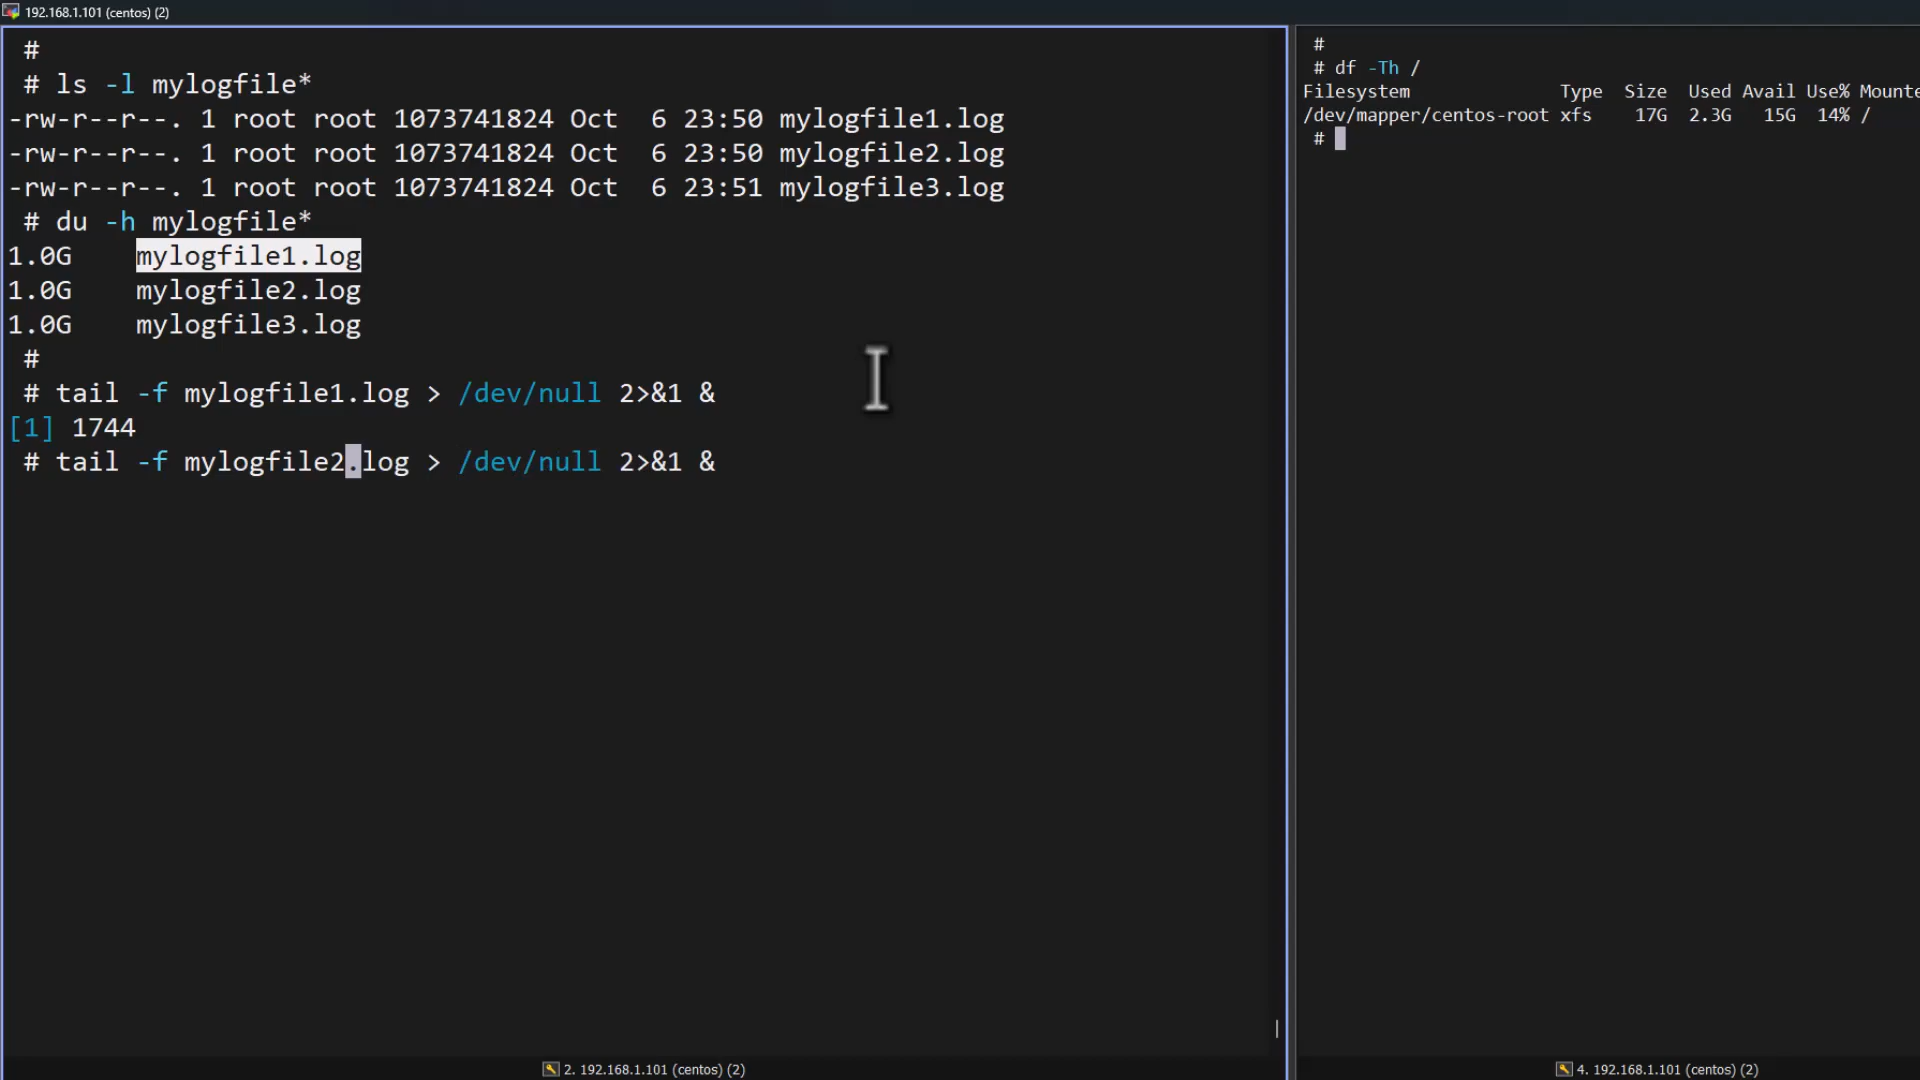 192.168.1.101 (centos) (2)
#
# ls -l mylogfile*
-rw-r--r--. 1 root root 1073741824 Oct  6 23:50 mylogfile1.log
-rw-r--r--. 1 root root 1073741824 Oct  6 23:50 mylogfile2.log
-rw-r--r--. 1 root root 1073741824 Oct  6 23:51 mylogfile3.log
# du -h mylogfile*
1.0G    mylogfile1.log
1.0G    mylogfile2.log
1.0G    mylogfile3.log
#
# tail -f mylogfile1.log > /dev/null 2>&1 &
[1] 1744
# tail -f mylogfile2.log > /dev/null 2>&1 &
2. 192.168.1.101 (centos) (2)
#
# df -Th /
Filesystem              Type  Size  Used Avail Use% Mounte
/dev/mapper/centos-root xfs    17G  2.3G   15G  14% /
#
4. 192.168.1.101 (centos) (2)